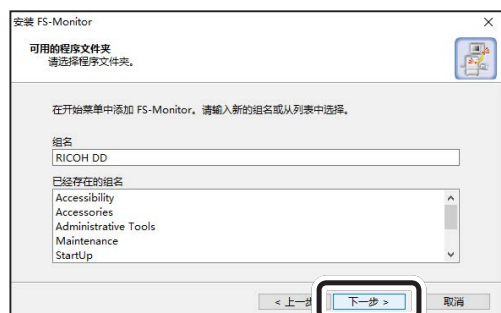 安装 FS-Monitor
可用的程序文件夹
请选择程序文件夹。
在开始菜单中添加 FS-Monitor。请输入新的组名或从列表中选择。
组名
RICOH DD
已经存在的组名
Accessibility
Accessories
Administrative Tools
Maintenance
StartUp
< 上一步 下一步 > 取消